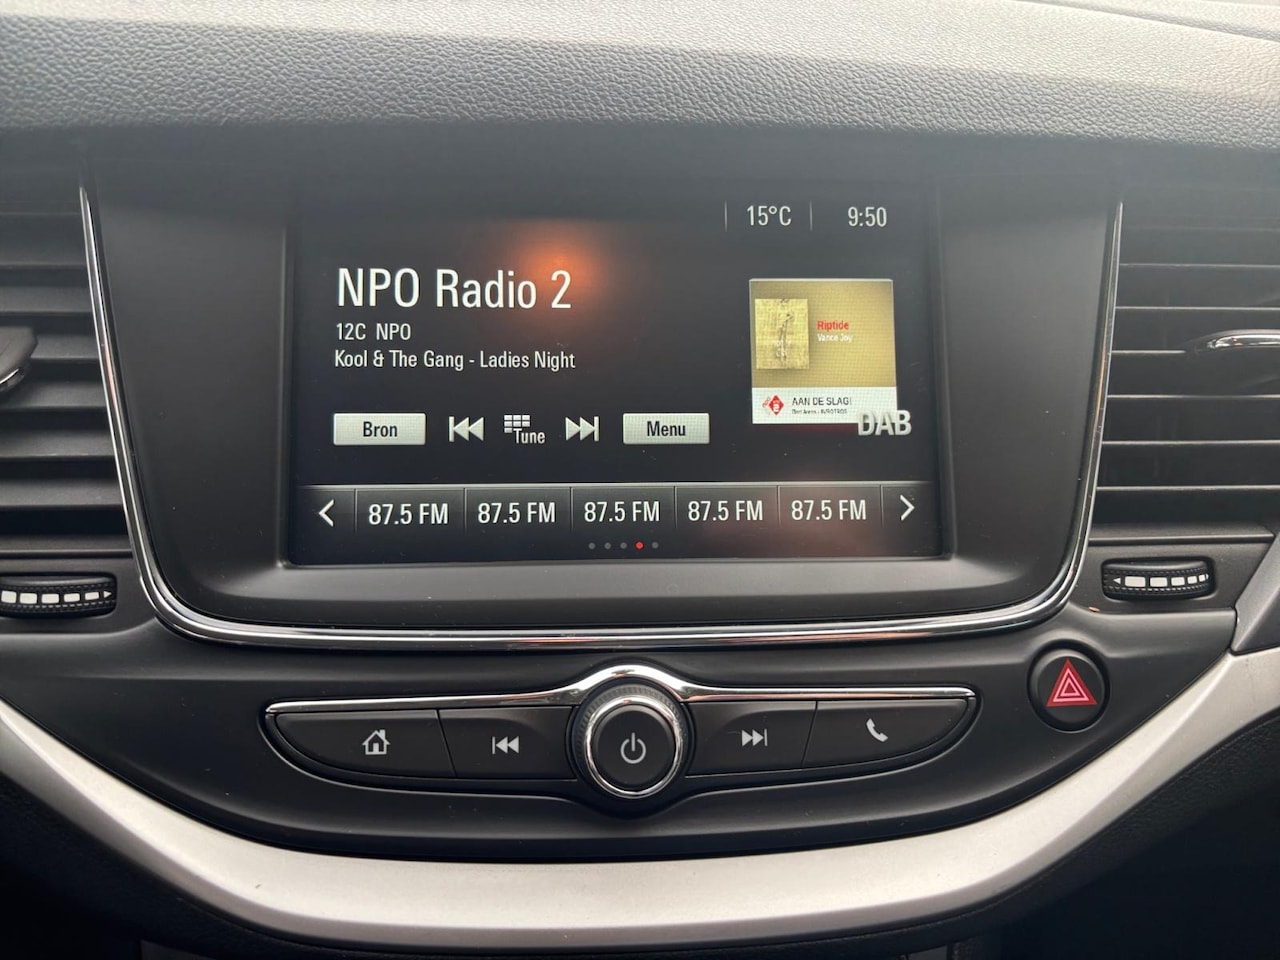 15°C 9:50
NPO Radio 2
12C NPO
Kool & The Gang - Ladies Night
Riptide
Vance Joy
AAN DE SLAG!
DAB
Bron Tune Menu
87.5 FM 87.5 FM 87.5 FM 87.5 FM 87.5 FM